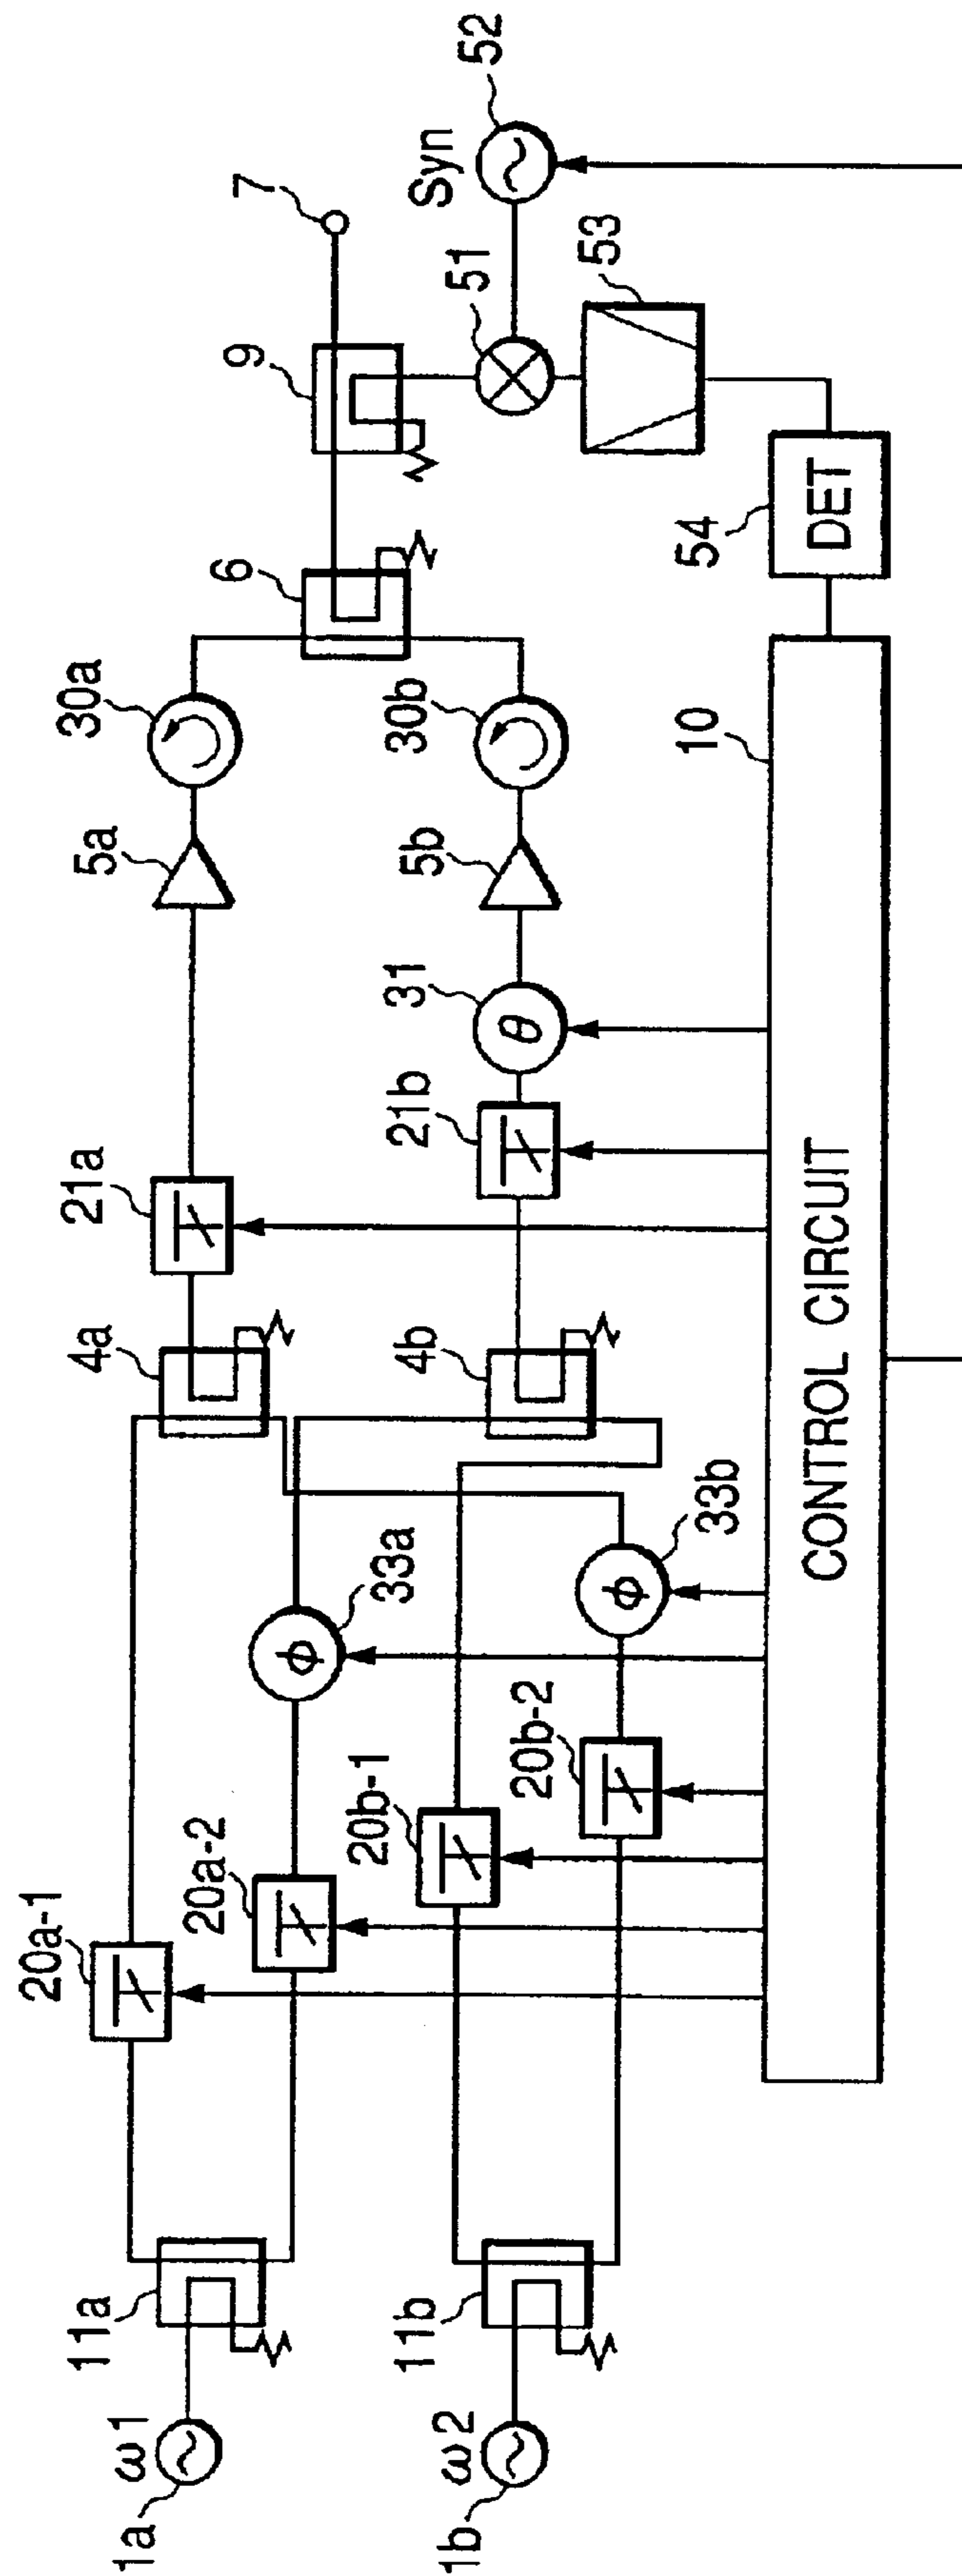 1a
ω1
11a
20a-1
20a-2
33a
4a
21a
5a
30a
6
9
7
1b
ω2
11b
20b-1
20b-2
33b
ϕ
ϕ
4b
21b
31
θ
5b
30b
51
Syn
52
53
54
DET
10
CONTROL CIRCUIT